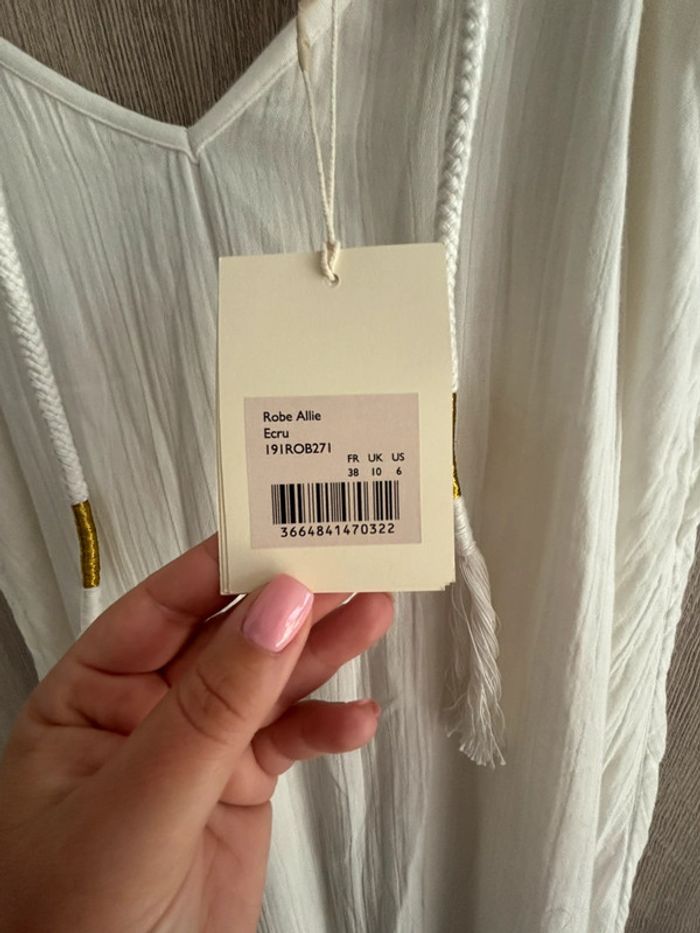 Robe Allie
Ecru
191ROB271
FR UK US
38 10 6
3664841470322